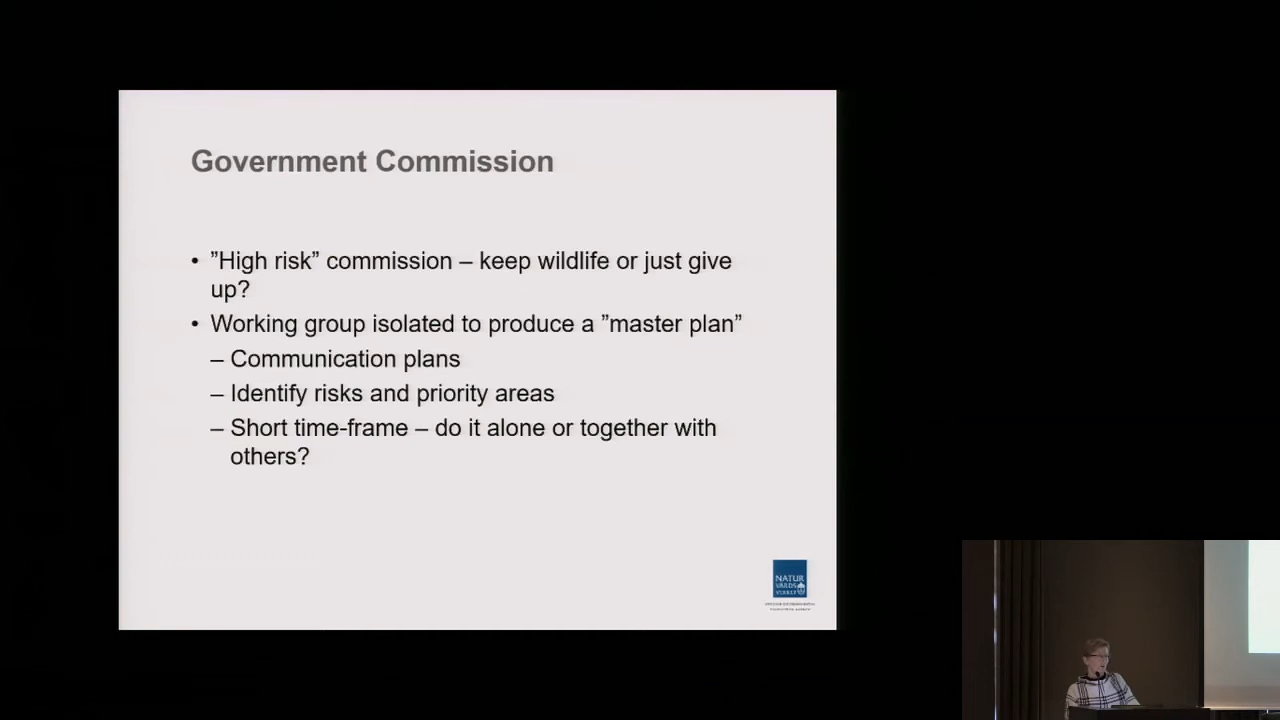 Government Commission
• ”High risk” commission – keep wildlife or just give
up?
• Working group isolated to produce a ”master plan”
– Communication plans
– Identify risks and priority areas
– Short time-frame – do it alone or together with
others?
NATUR
VÅRDS
VERKET